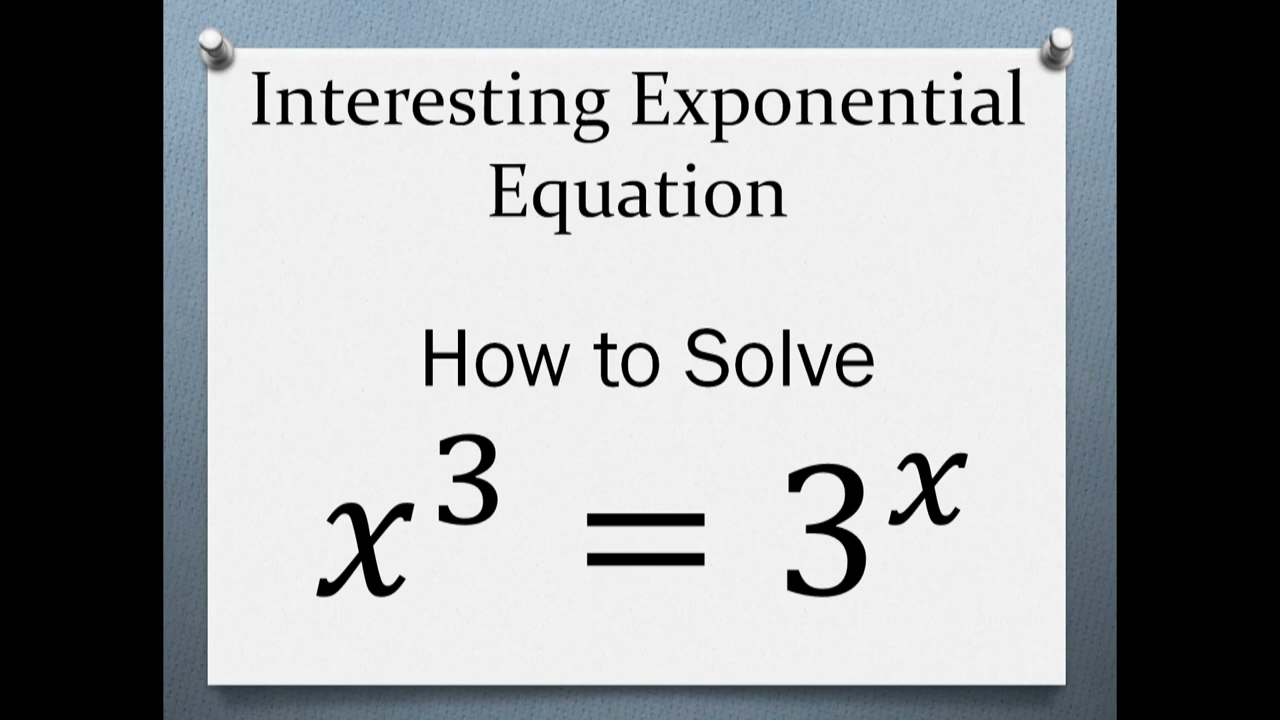 Interesting Exponential
Equation
How to Solve
x³ = 3ˣ